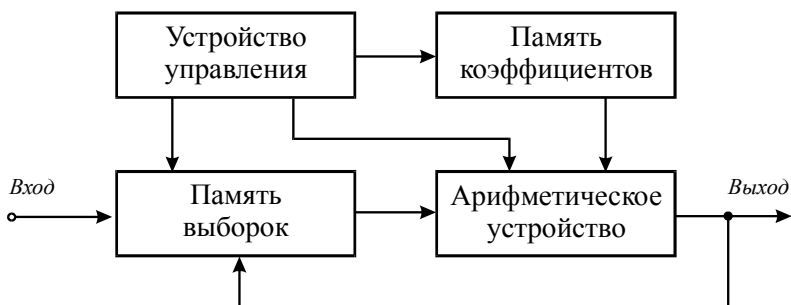 Устройство
управления
Память
коэффициентов
Вход
Память
выборок
Арифметическое
устройство
Выход